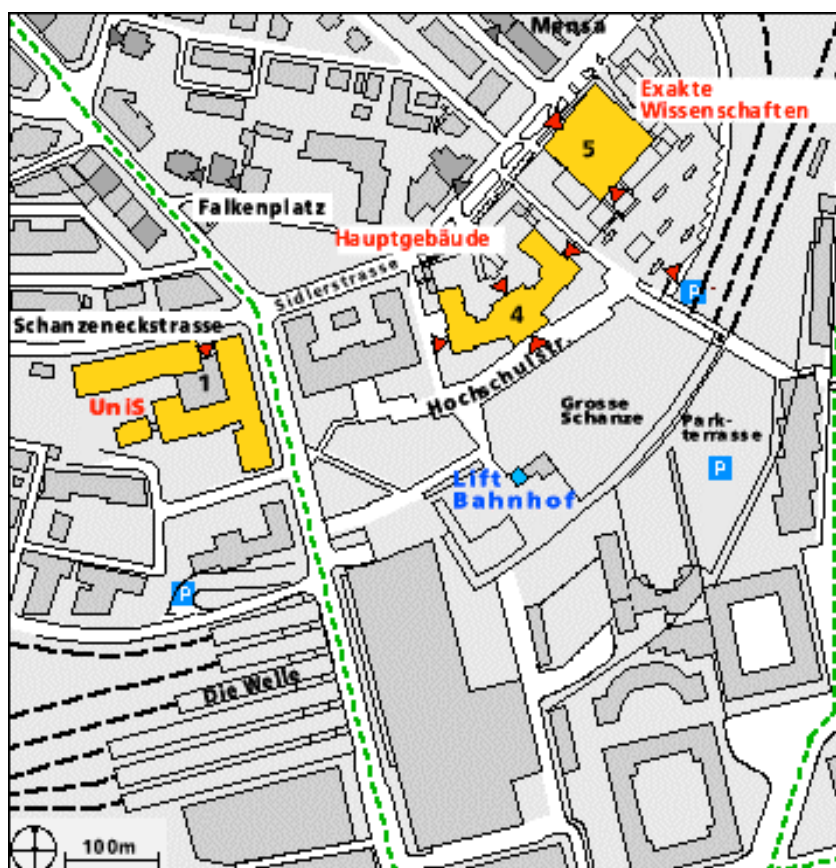 Mensa
Exakte
Wissenschaften
5
Falkenplatz
Hauptgebäude
Sidlerstrasse
P
4
Schanzeneckstrasse
1
UniS
Hochschulstr.
Grosse
Schanze
Park-
terrasse
P
Lift
Bahnhof
P
Die Welle
100m